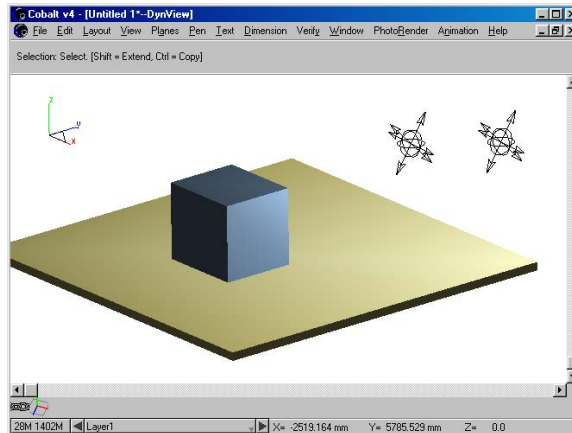 Cobalt v4 - [Untitled 1*--DynView]
File Edit Layout View Planes Pen Text Dimension Verify Window PhotoRender Animation Help
Selection: Select. [Shift = Extend, Ctrl = Copy]
z
y
x
28M 1402M Layer1 X= -2519.164 mm Y= 5785.529 mm Z= 0.0